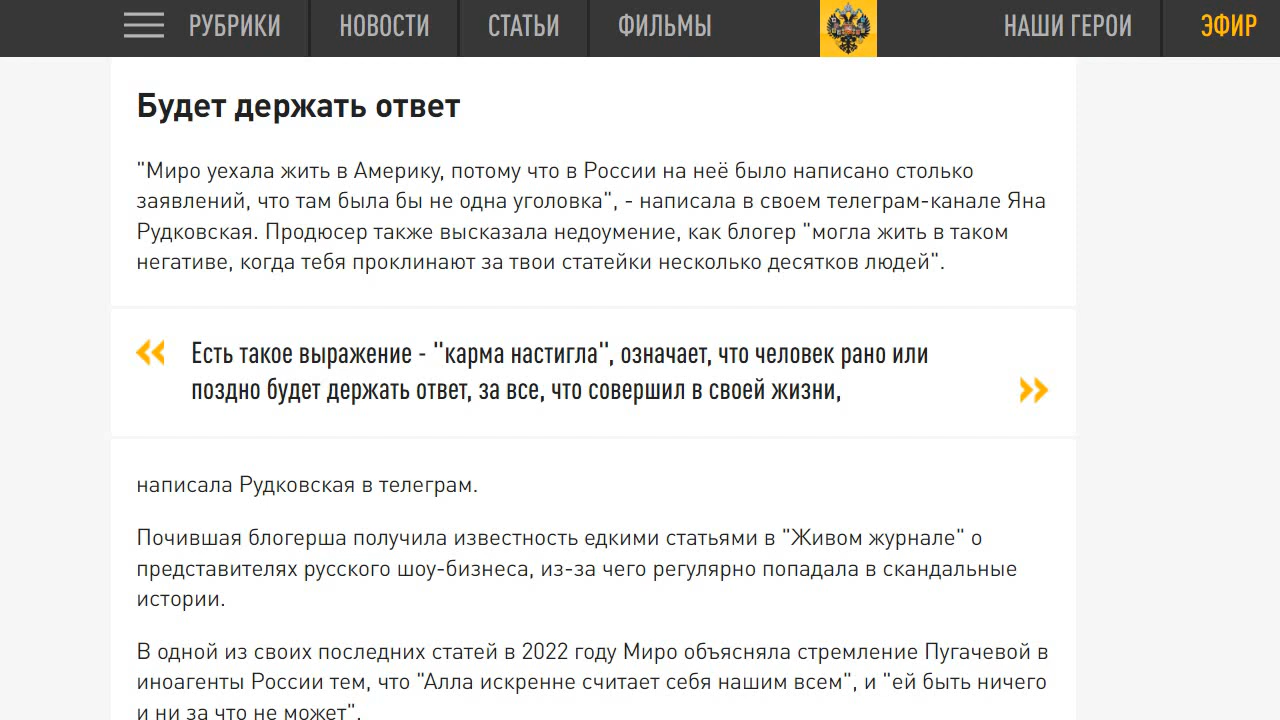 РУБРИКИ НОВОСТИ СТАТЬИ ФИЛЬМЫ НАШИ ГЕРОИ ЭФИР
Будет держать ответ
"Миро уехала жить в Америку, потому что в России на неё было написано столько
заявлений, что там была бы не одна уголовка", - написала в своем телеграм-канале Яна
Рудковская. Продюсер также высказала недоумение, как блогер "могла жить в таком
негативе, когда тебя проклинают за твои статейки несколько десятков людей".
« Есть такое выражение - "карма настигла", означает, что человек рано или
поздно будет держать ответ, за все, что совершил в своей жизни, »
написала Рудковская в телеграм.
Почившая блогерша получила известность едкими статьями в "Живом журнале" о
представителях русского шоу-бизнеса, из-за чего регулярно попадала в скандальные
истории.
В одной из своих последних статей в 2022 году Миро объясняла стремление Пугачевой в
иноагенты России тем, что "Алла искренне считает себя нашим всем", и "ей быть ничего
и ни за что не может".